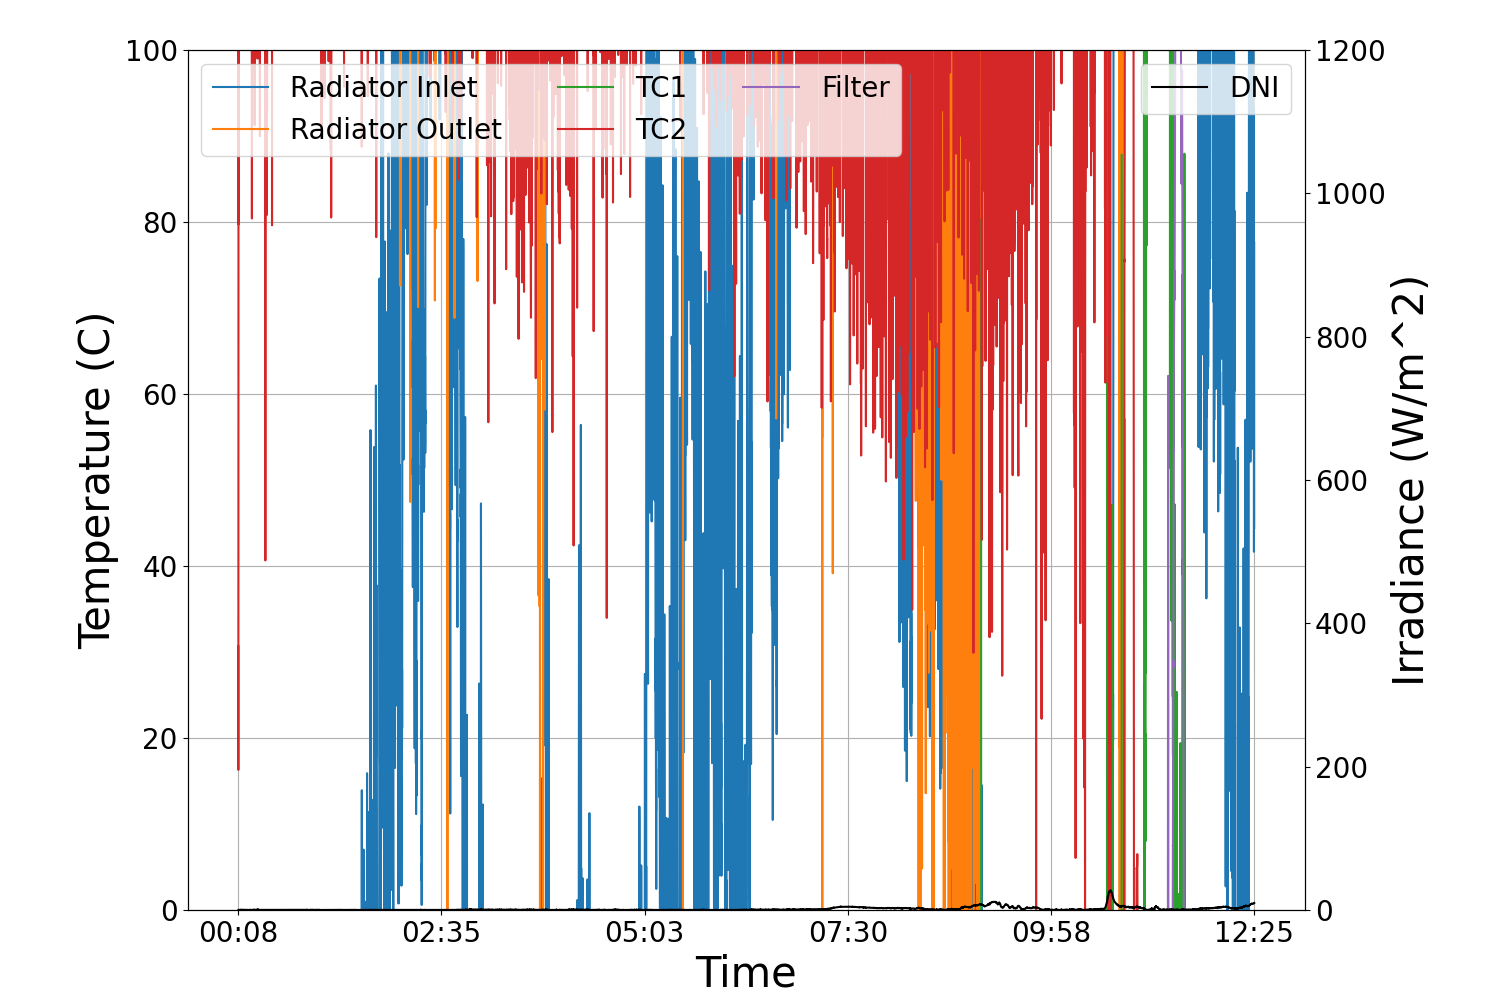 Radiator Inlet
Radiator Outlet
TC1
TC2
Filter
DNI
Temperature (C)
100
80
60
40
20
0
Irradiance (W/m^2)
1200
1000
800
600
400
200
0
00:08 02:35 05:03 07:30 09:58 12:25
Time